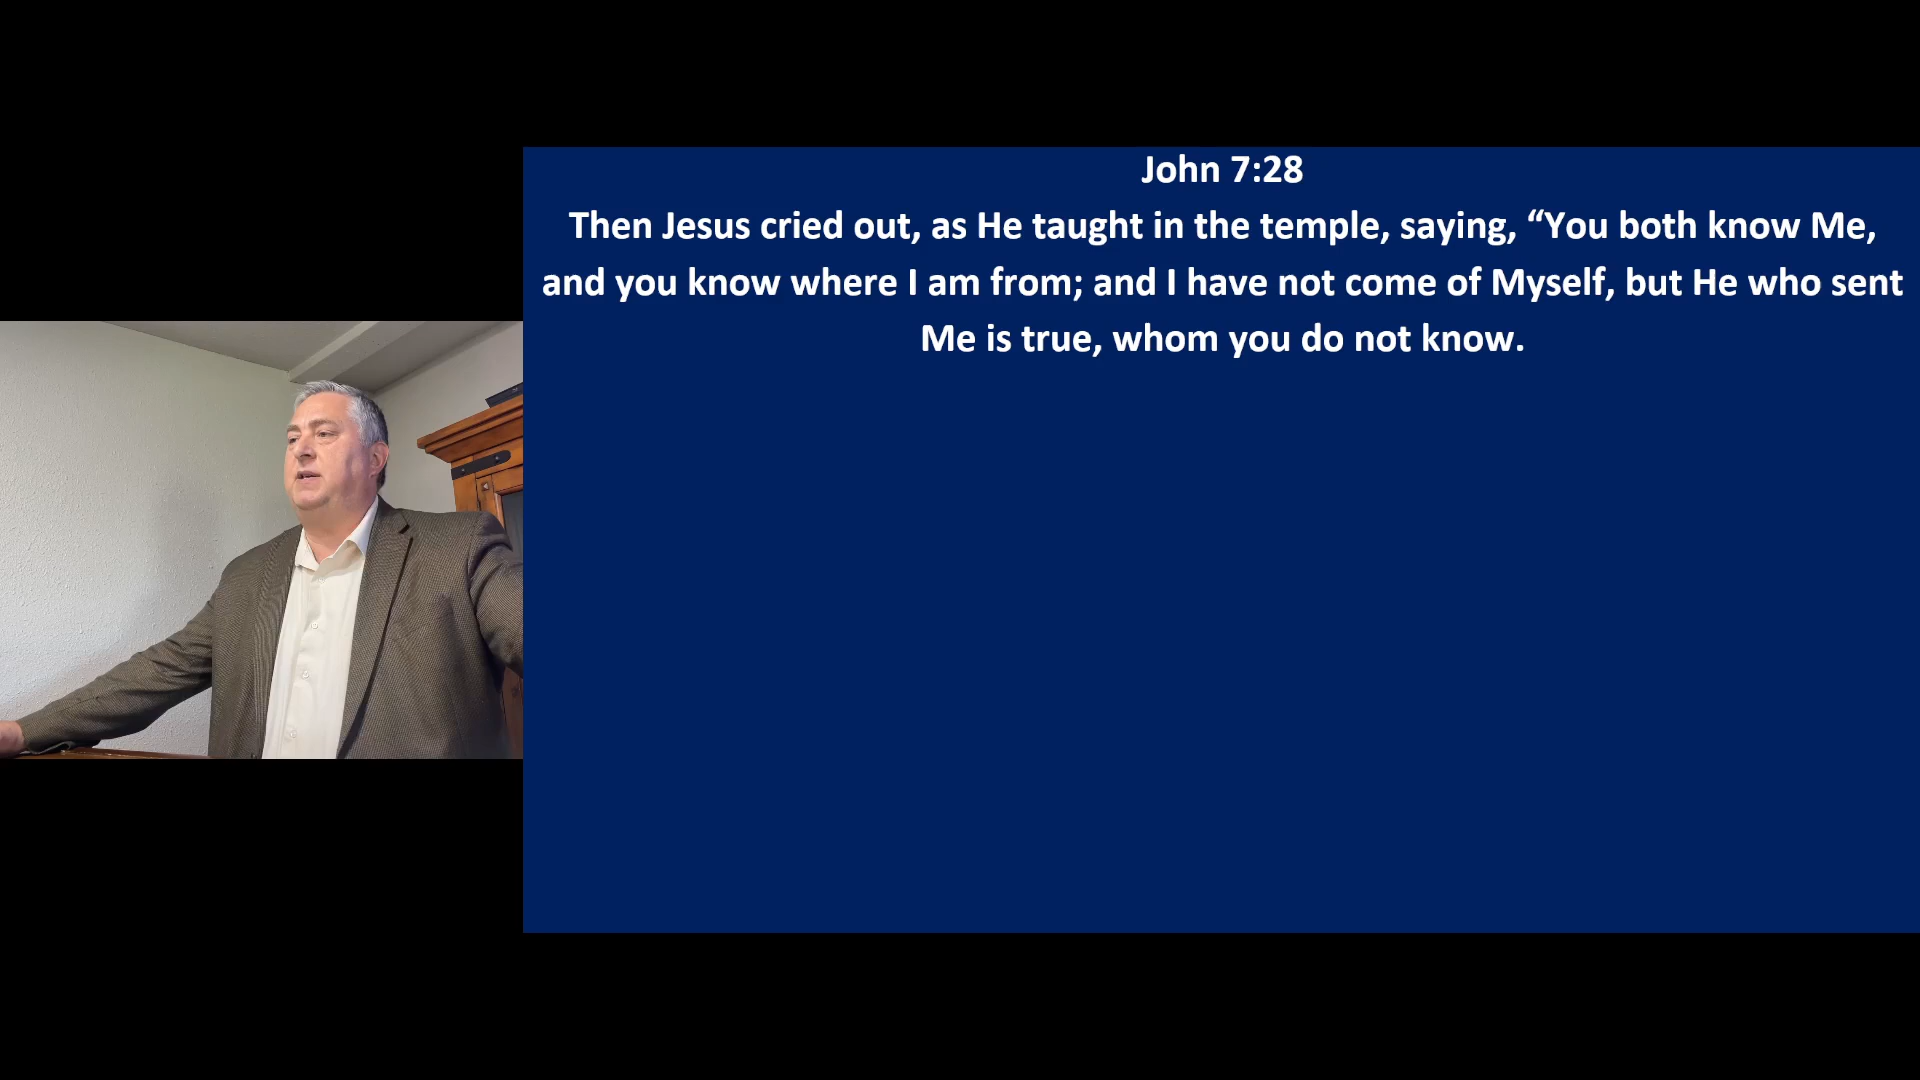 John 7:28
Then Jesus cried out, as He taught in the temple, saying, “You both know Me,
and you know where I am from; and I have not come of Myself, but He who sent
Me is true, whom you do not know.